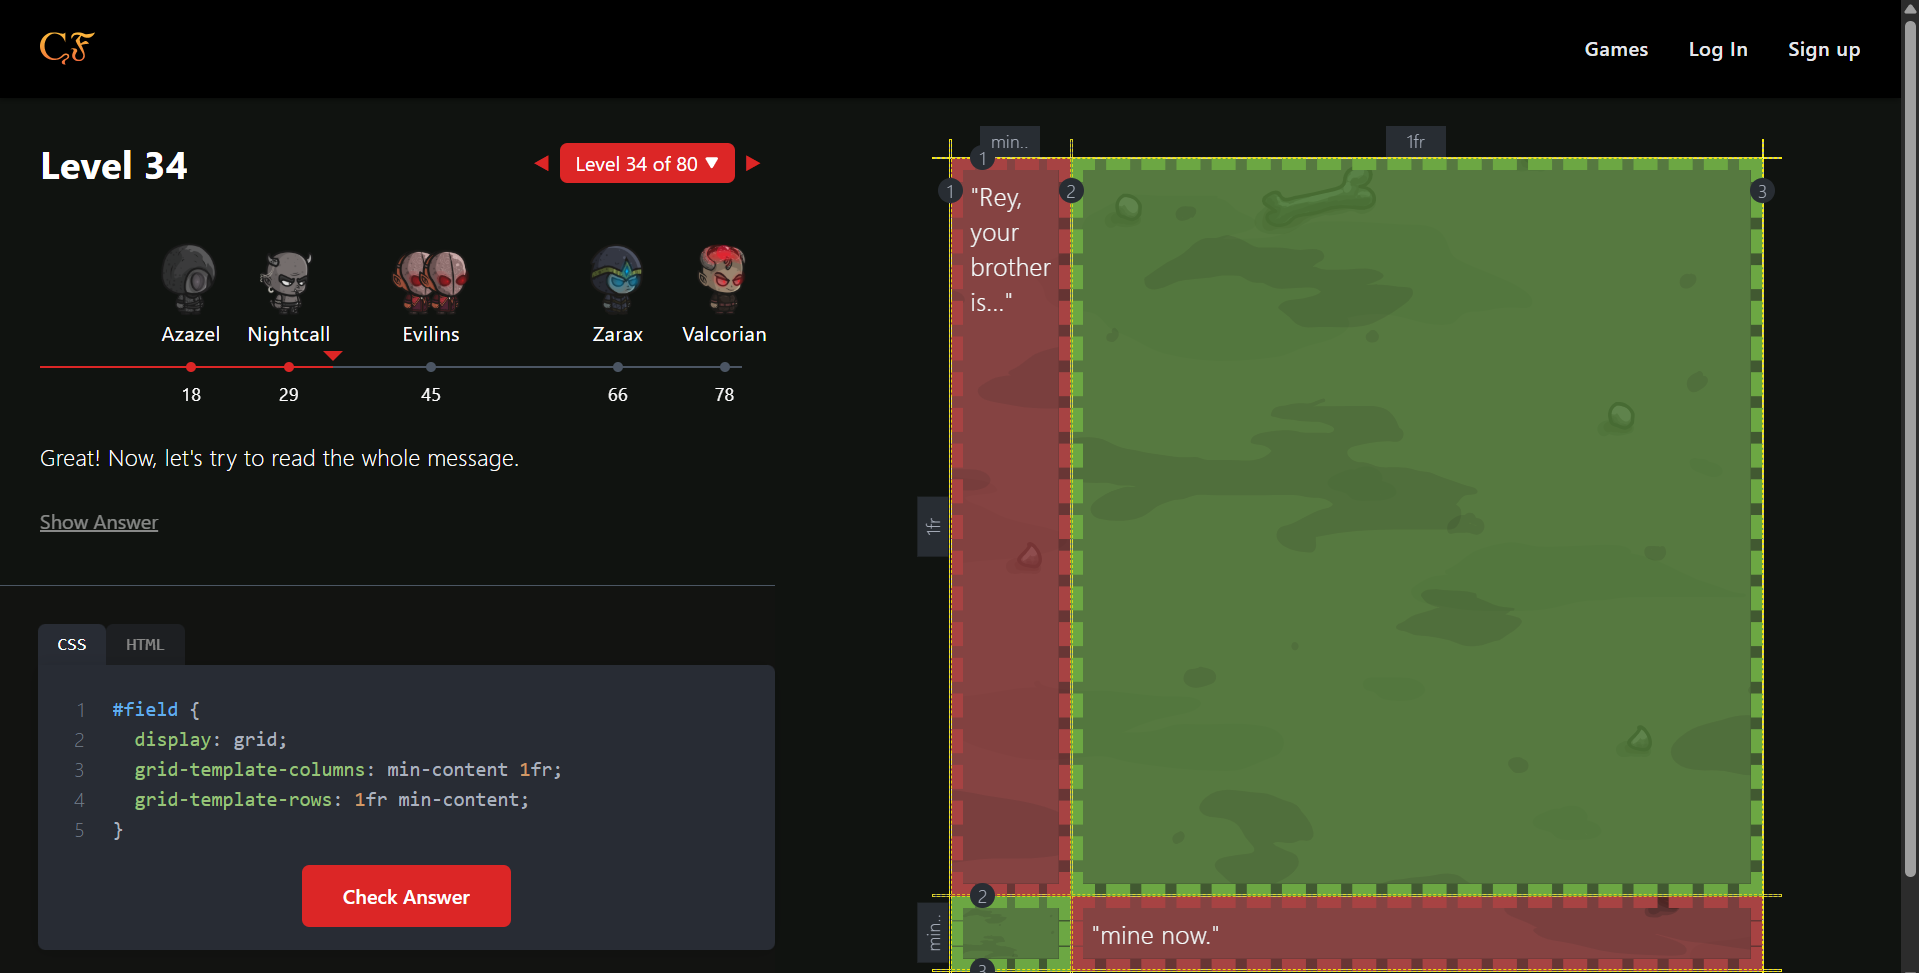 CF
Games
Log In
Sign up
Level 34
Level 34 of 80
Azazel
Nightcall
Evilins
Zarax
Valcorian
18
29
45
66
78
Great! Now, let's try to read the whole message.
Show Answer
CSS
HTML
1 #field {
2 display: grid;
3 grid-template-columns: min-content 1fr;
4 grid-template-rows: 1fr min-content;
5 }
Check Answer
min..
1fr
1
1
2
3
"Rey,
your
brother
is..."
1fr
2
min..
"mine now."
3